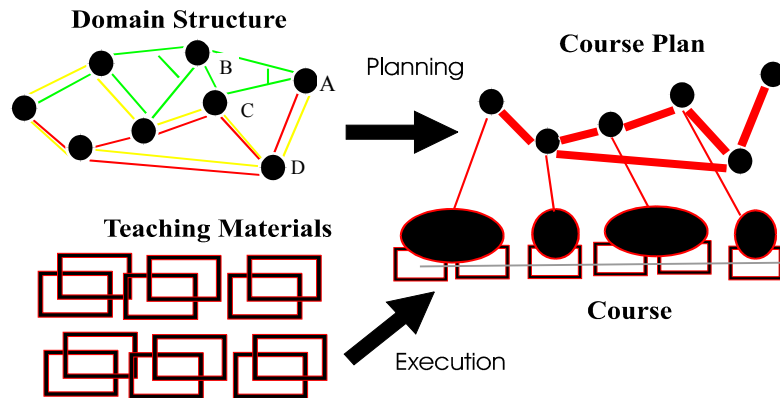 Domain Structure
Course Plan
B
Planning
A
C
D
Teaching Materials
Course
Execution